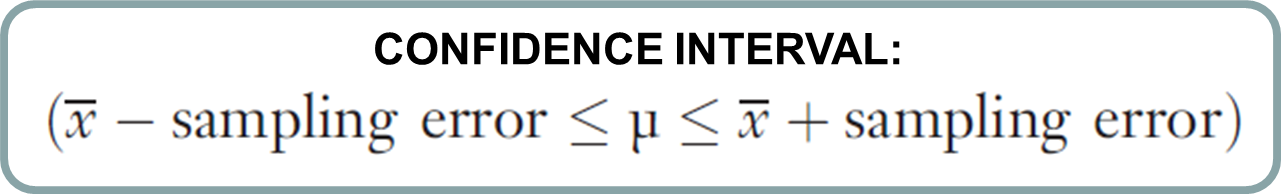 CONFIDENCE INTERVAL:
(x̅ − sampling error ≤ μ ≤ x̅ + sampling error)